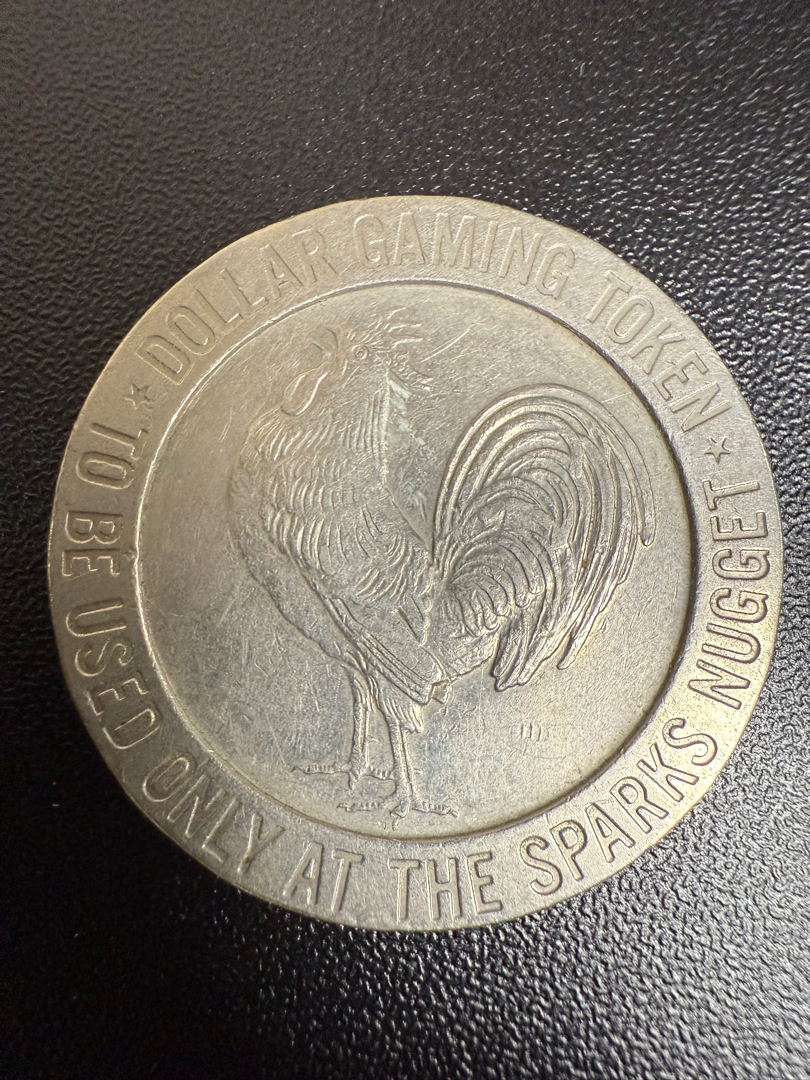 ★ DOLLAR GAMING TOKEN ★
TO BE USED ONLY AT THE SPARKS NUGGET